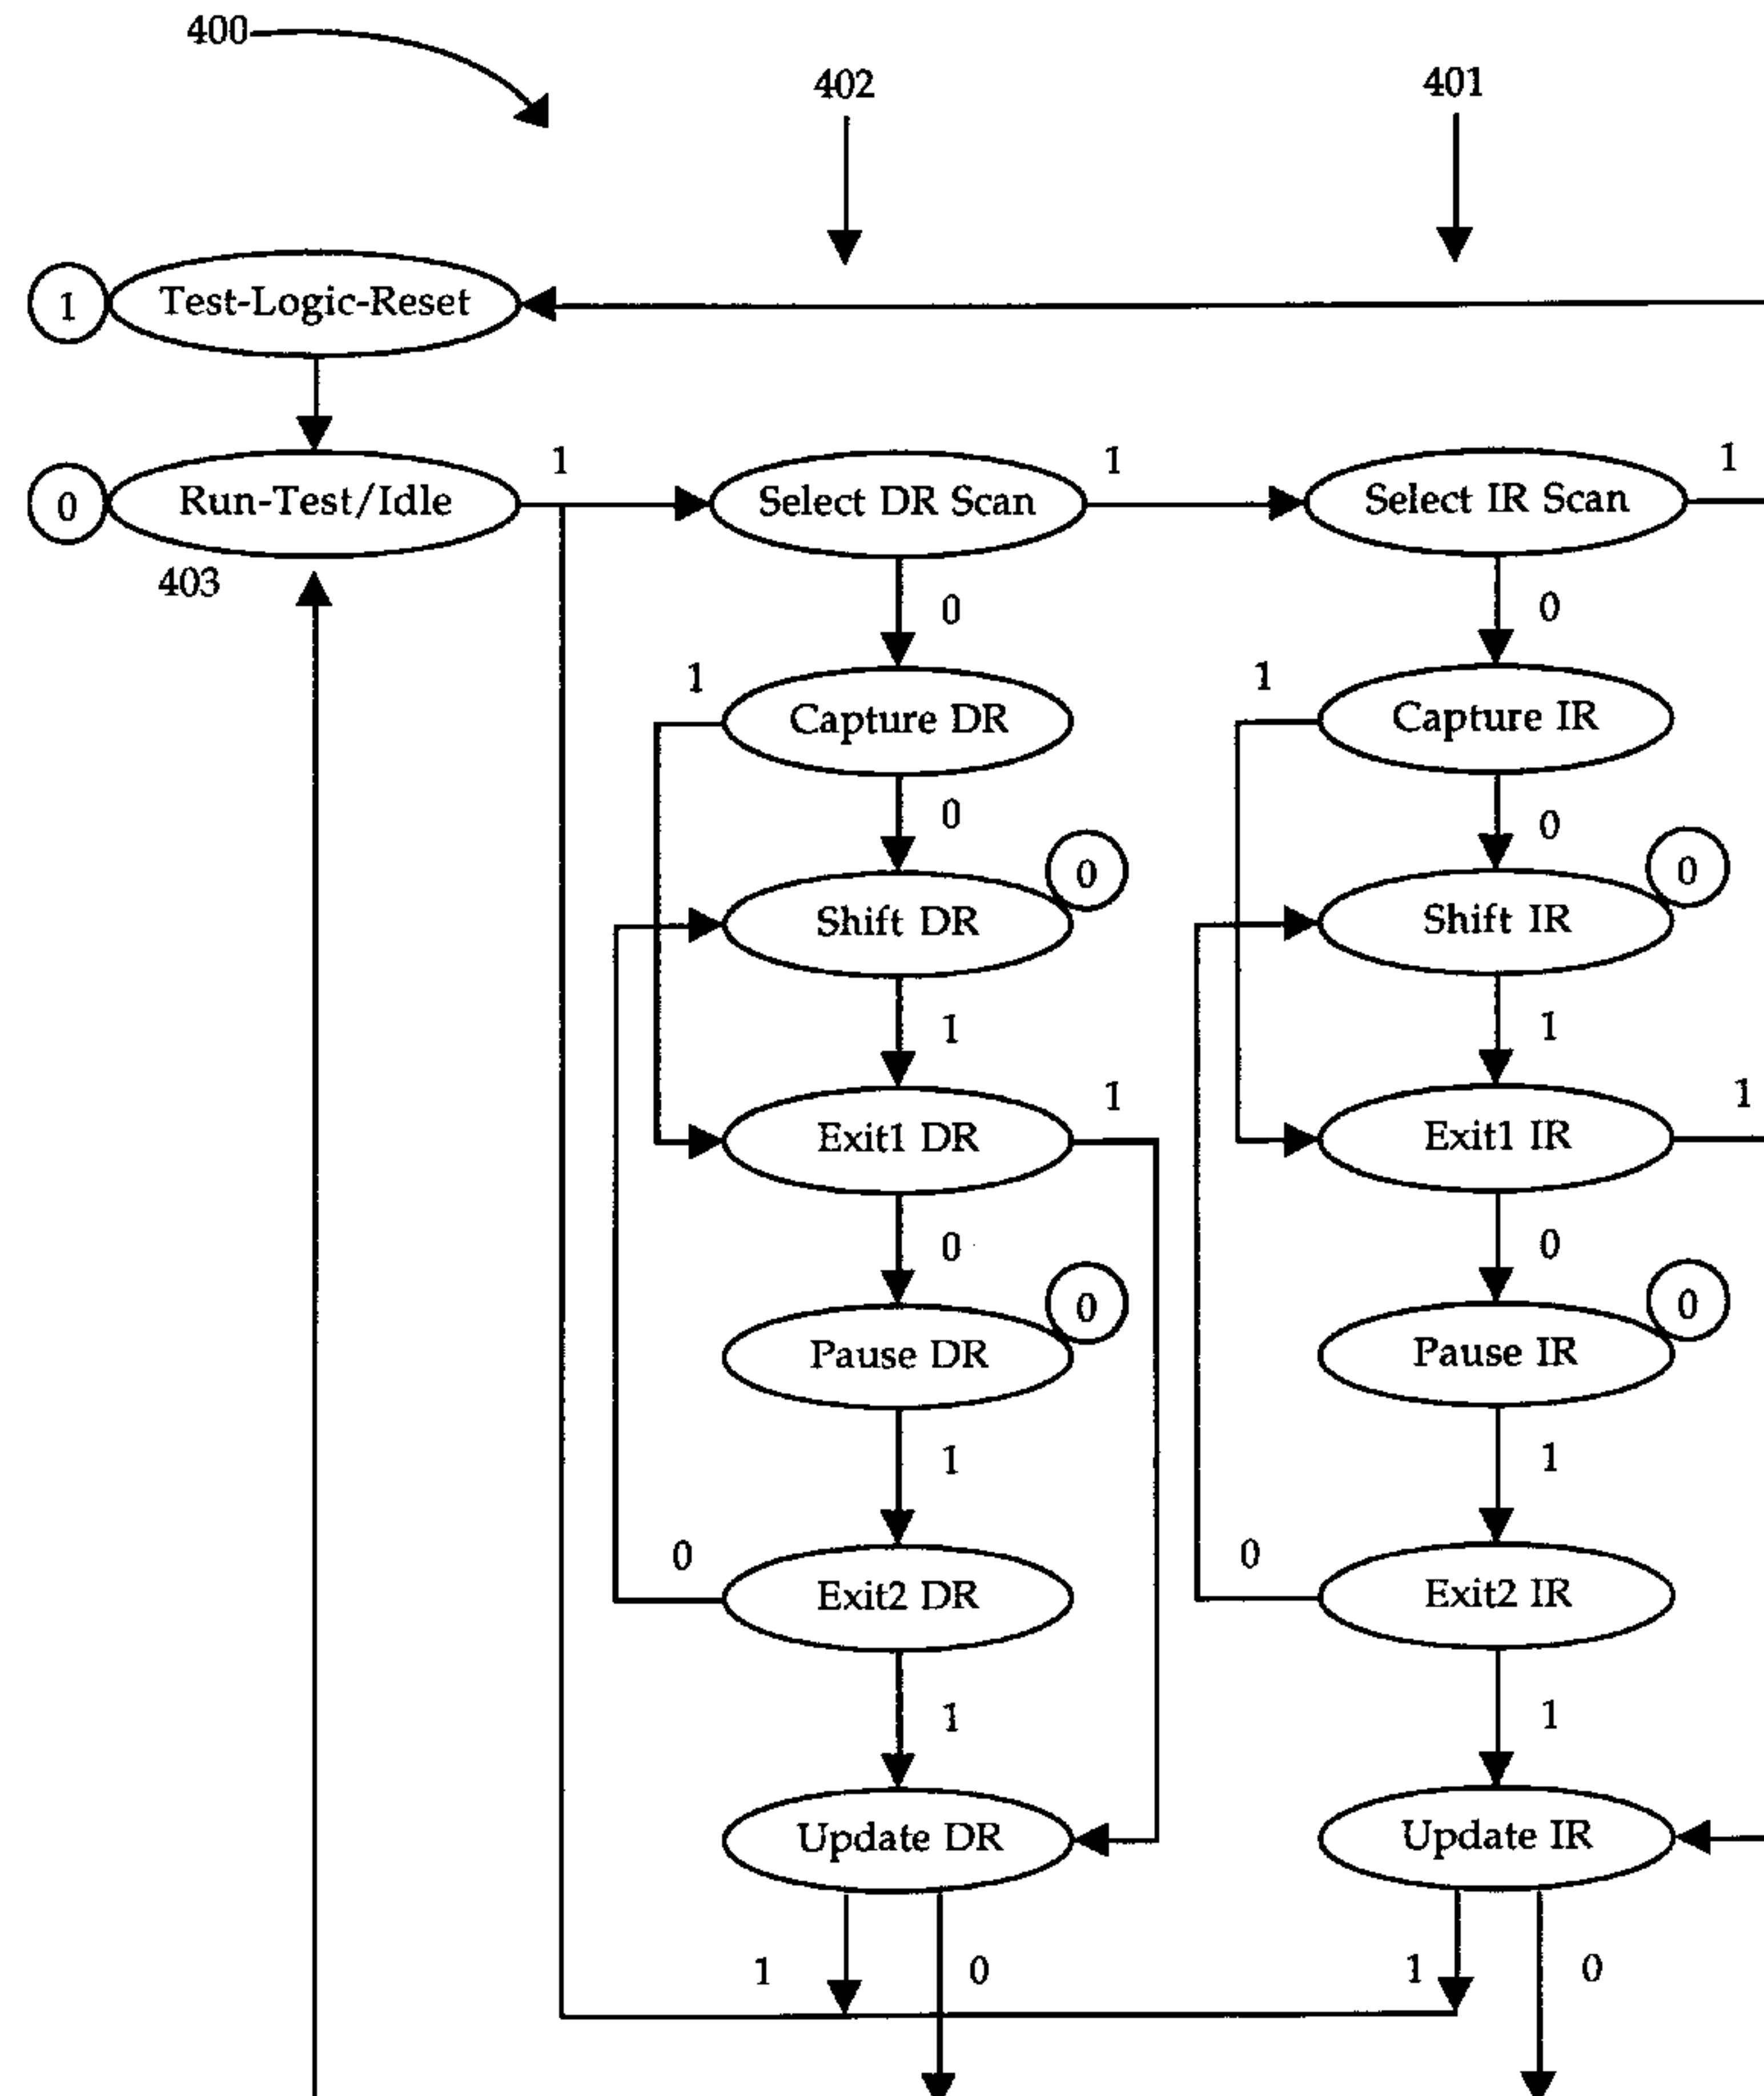 400
402
401
1
Test-Logic-Reset
0
Run-Test/Idle
1
Select DR Scan
1
Select IR Scan
1
403
0
0
1
Capture DR
1
Capture IR
0
0
0
0
Shift DR
Shift IR
1
1
Exit1 DR
1
Exit1 IR
1
0
0
0
0
Pause DR
Pause IR
1
1
0
Exit2 DR
0
Exit2 IR
1
1
Update DR
Update IR
1
0
1
0